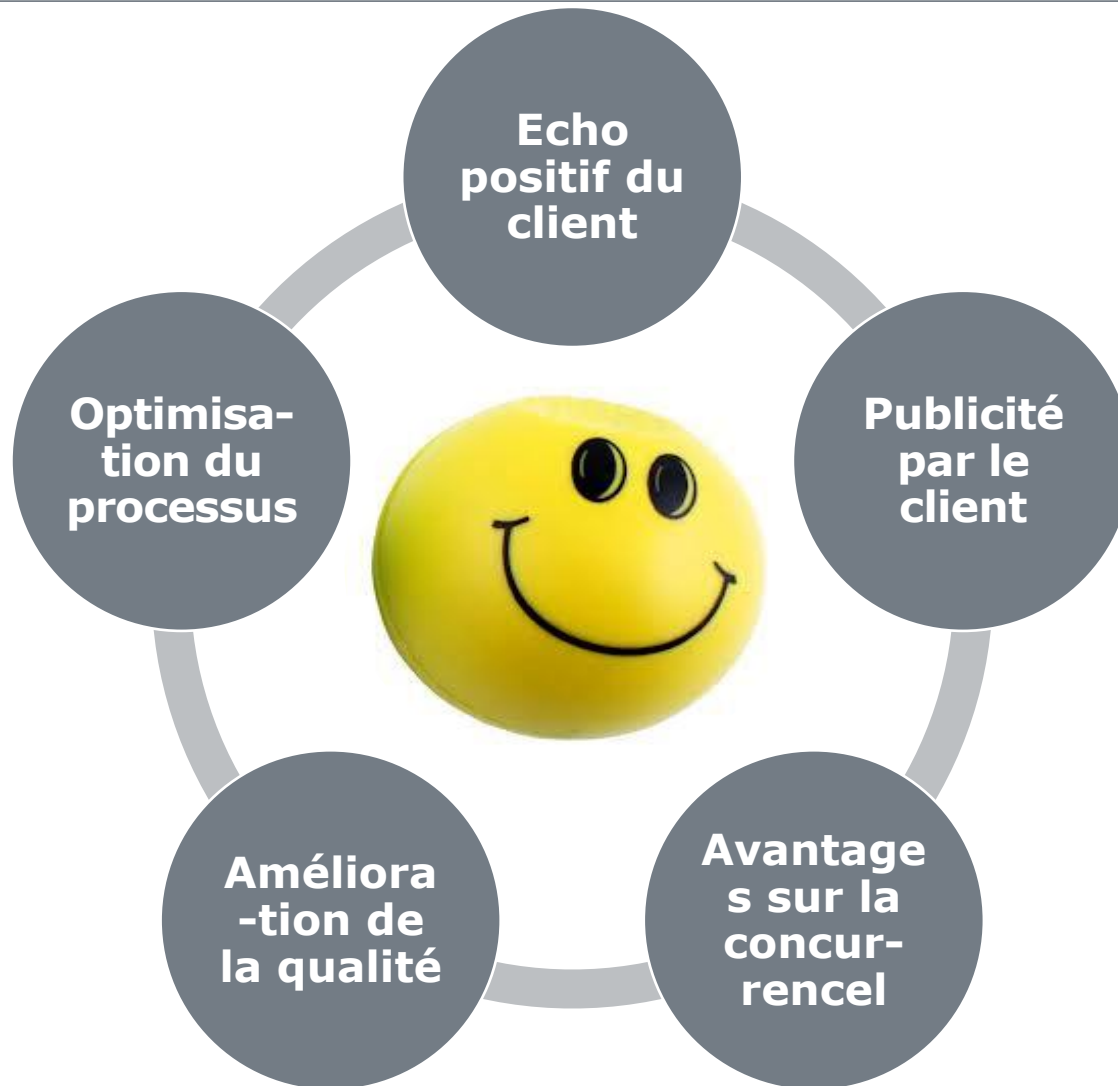 Echo
positif du
client
Publicité
par le
client
Avantage
s sur la
concur-
rencel
Améliora
-tion de
la qualité
Optimisa-
tion du
processus